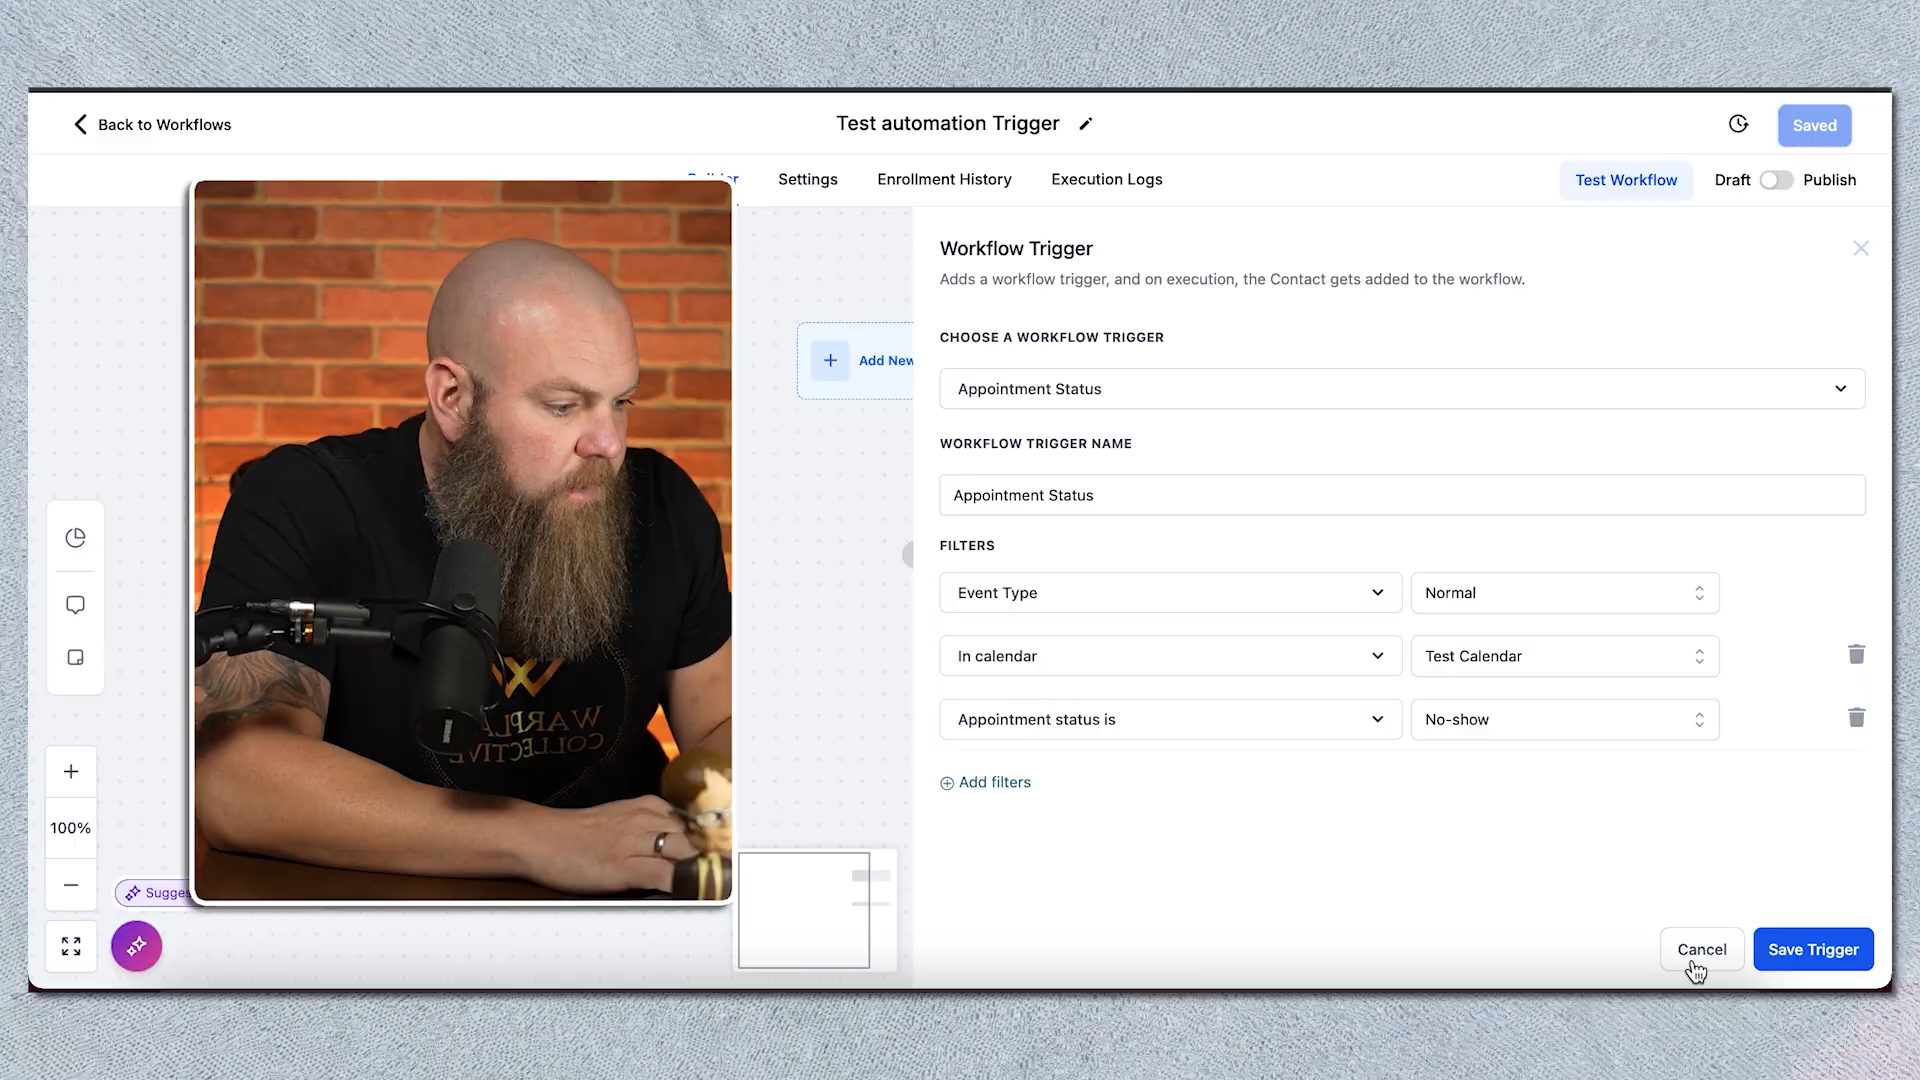 Back to Workflows
Test automation Trigger
Saved
Builder
Settings
Enrollment History
Execution Logs
Test Workflow
Draft
Publish
Workflow Trigger
Adds a workflow trigger, and on execution, the Contact gets added to the workflow.
CHOOSE A WORKFLOW TRIGGER
Appointment Status
WORKFLOW TRIGGER NAME
Appointment Status
FILTERS
Event Type
Normal
In calendar
Test Calendar
Appointment status is
No-show
Add filters
Cancel
Save Trigger
Add New
100%
Sugges
COLLECTIVE